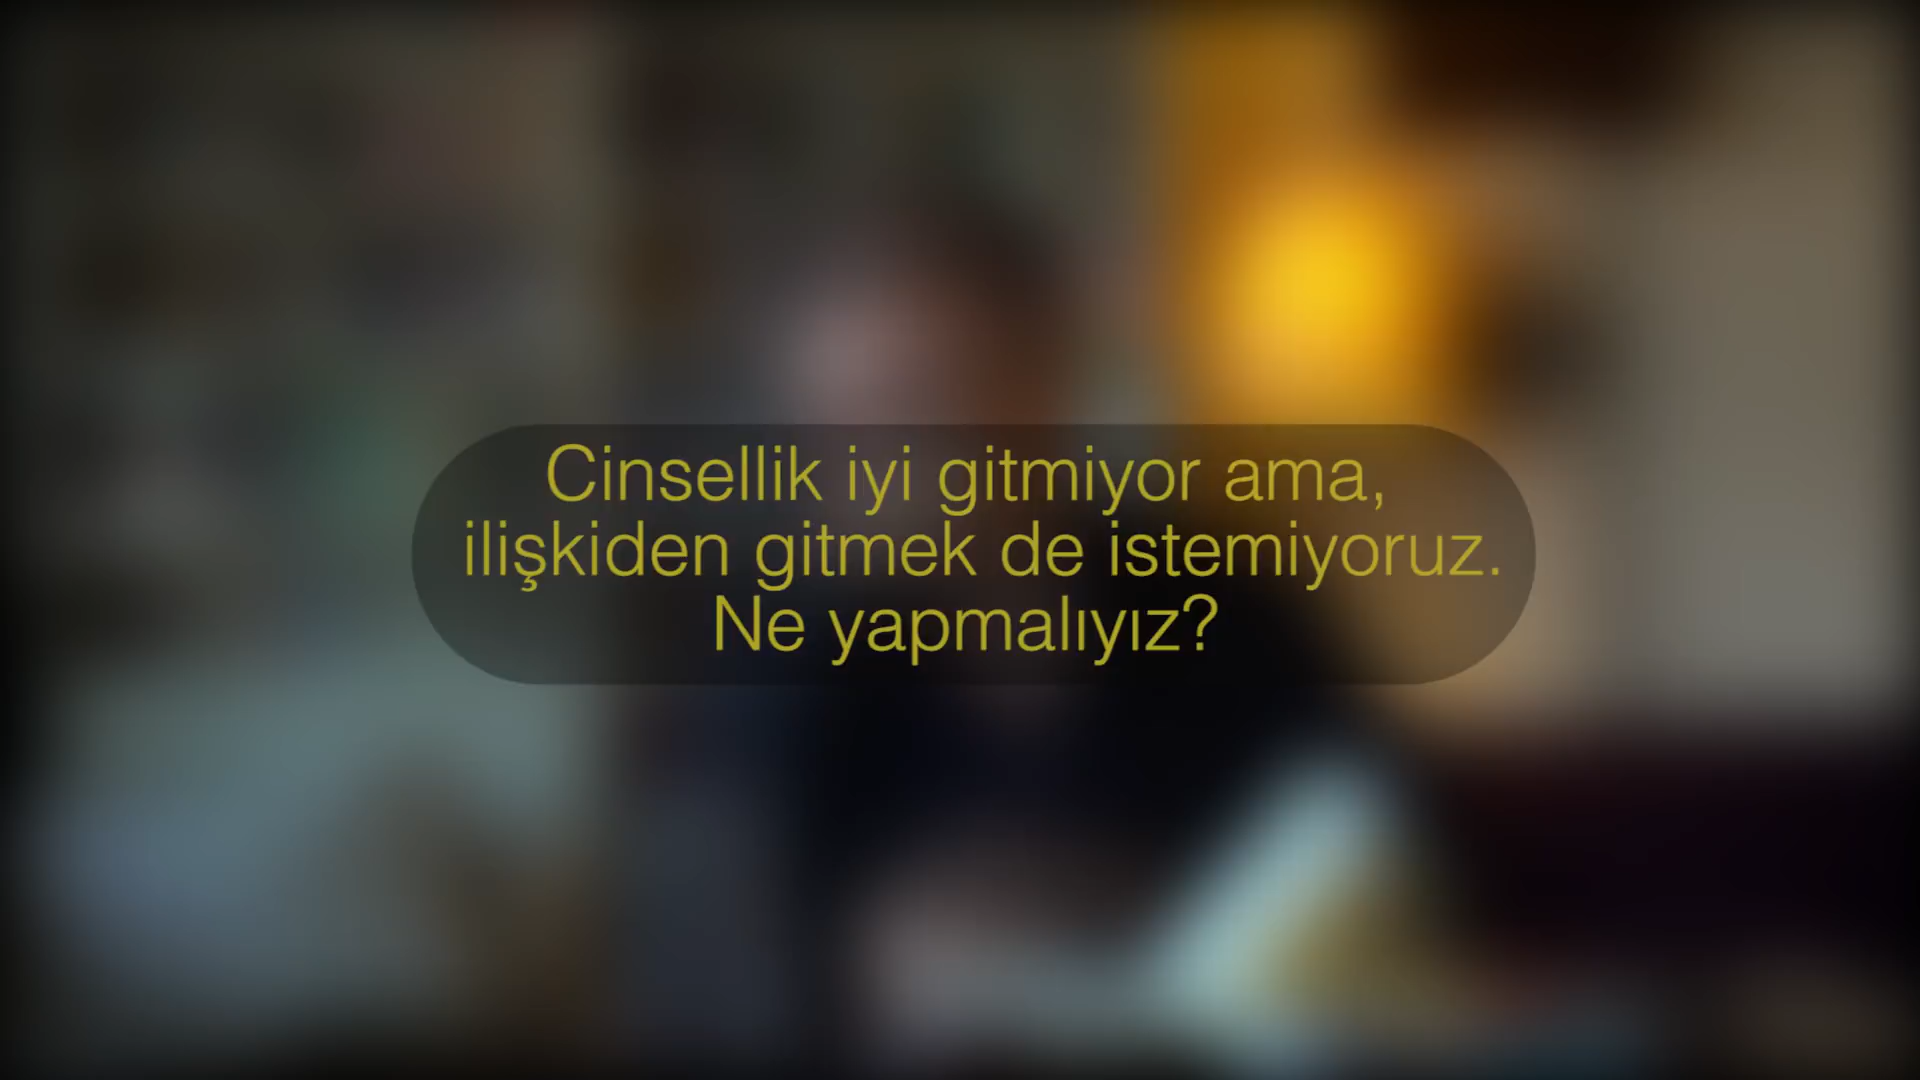 Cinsellik iyi gitmiyor ama,
ilişkiden gitmek de istemiyoruz.
Ne yapmalıyız?